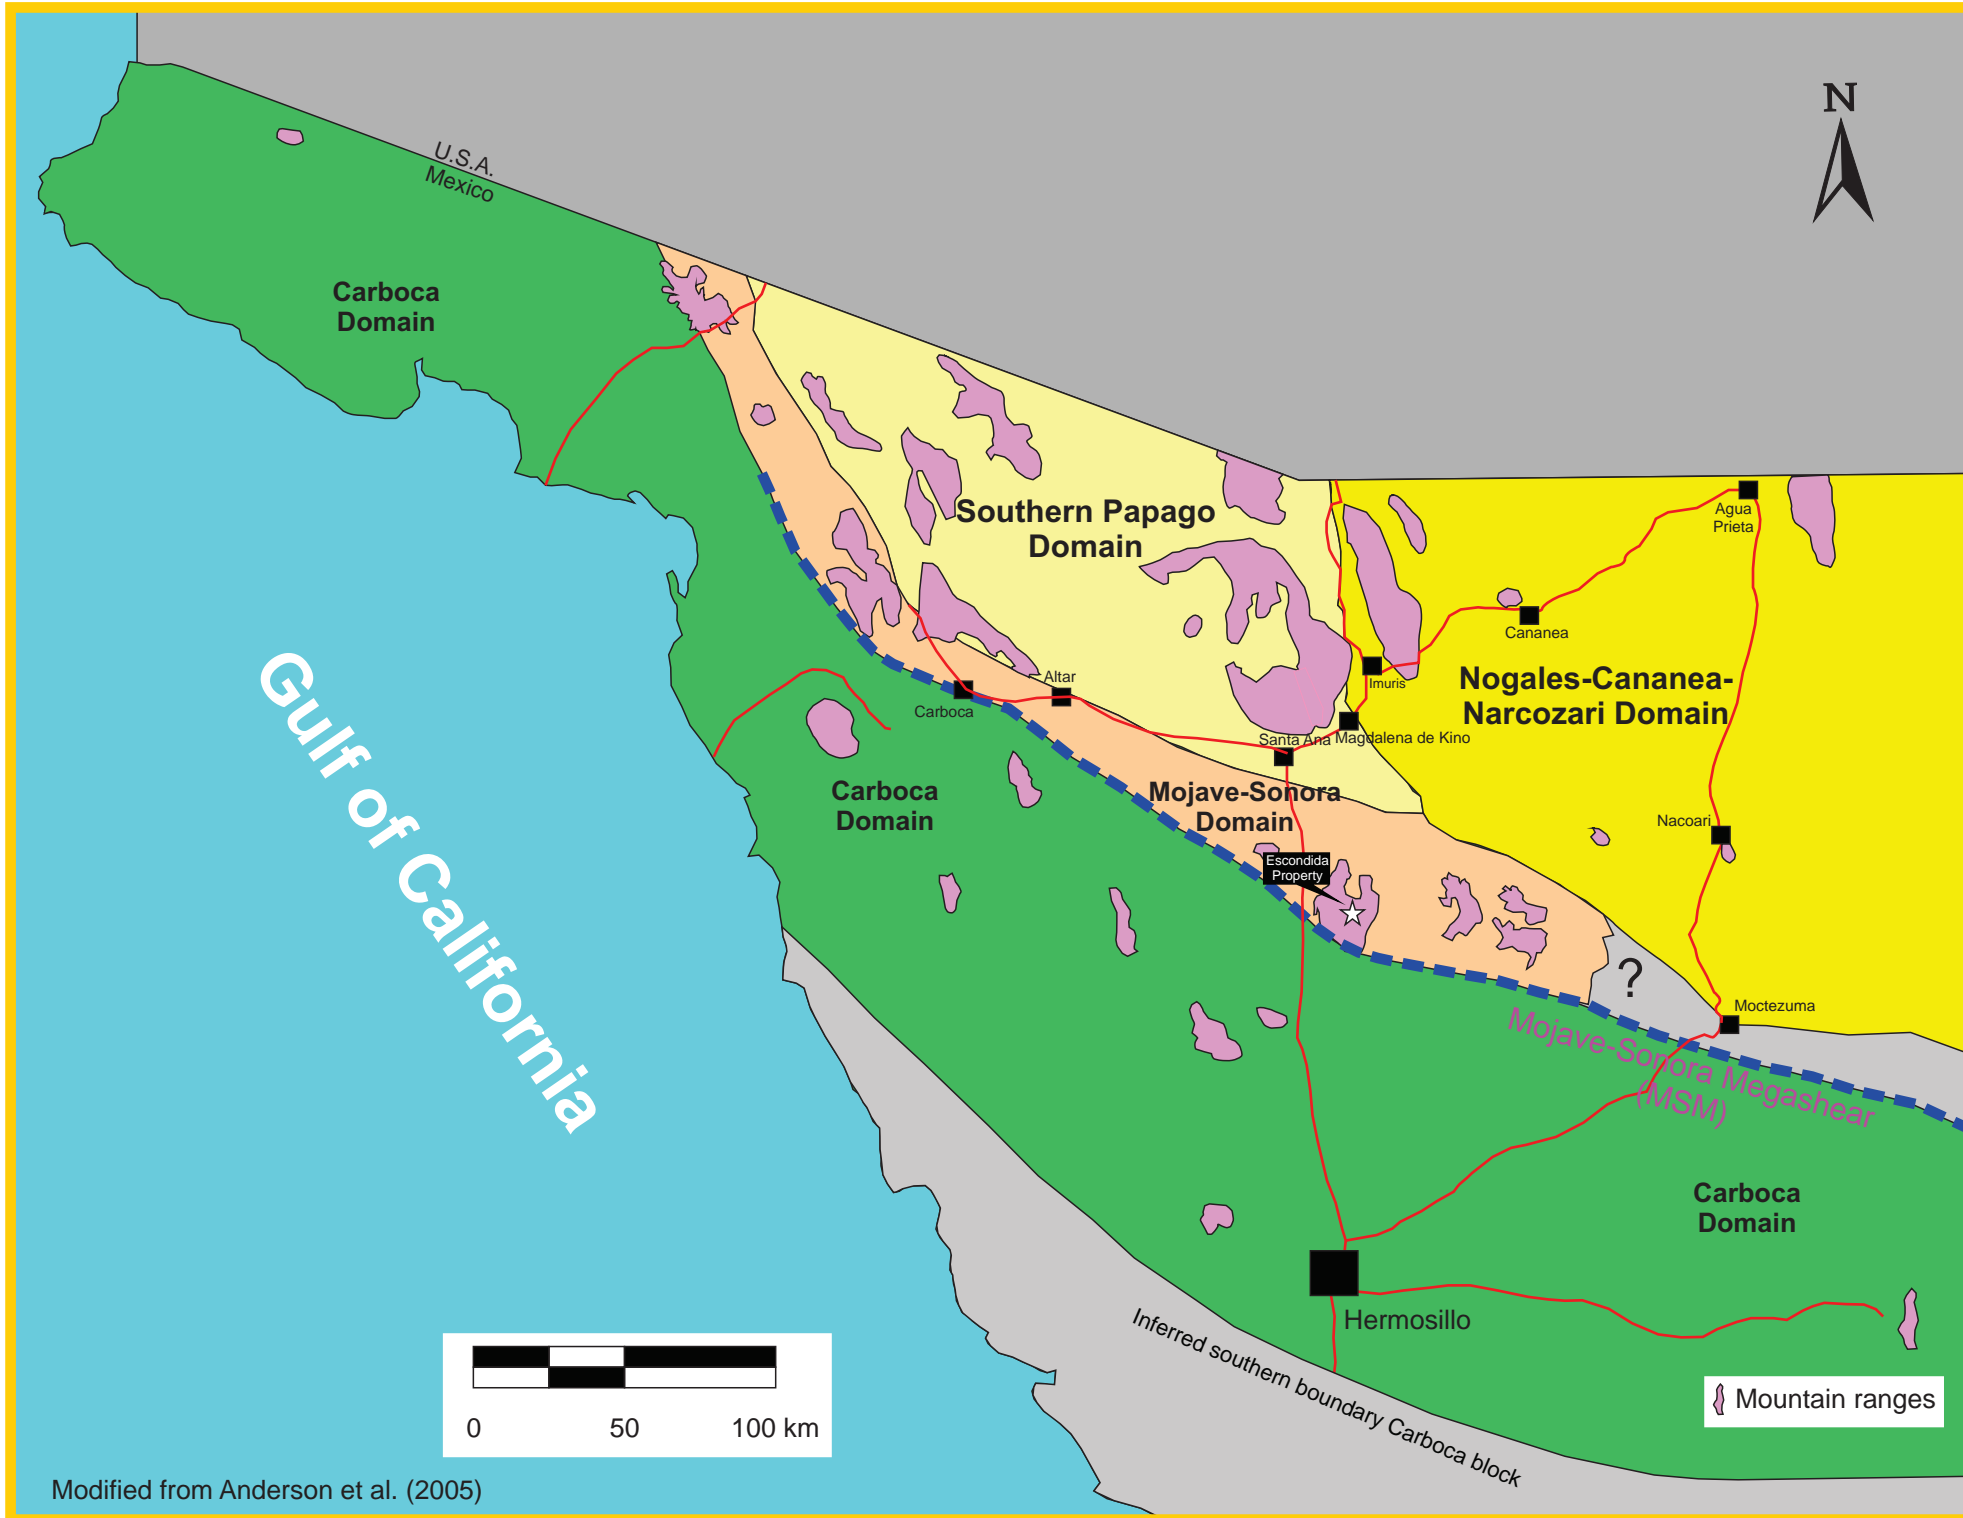 N
U.S.A.
Mexico
Carboca
Domain
Southern Papago
Domain
Agua
Prieta
Cananea
Imuris
Nogales-Cananea-
Narcozari Domain
Altar
Carboca
Santa Ana
Magdalena de Kino
Gulf of California
Carboca
Domain
Mojave-Sonora
Domain
Nacoari
Escondida
Property
?
Moctezuma
Mojave-Sonora Megashear
(MSM)
Carboca
Domain
Hermosillo
Inferred southern boundary Carboca block
Mountain ranges
0 50 100 km
Modified from Anderson et al. (2005)